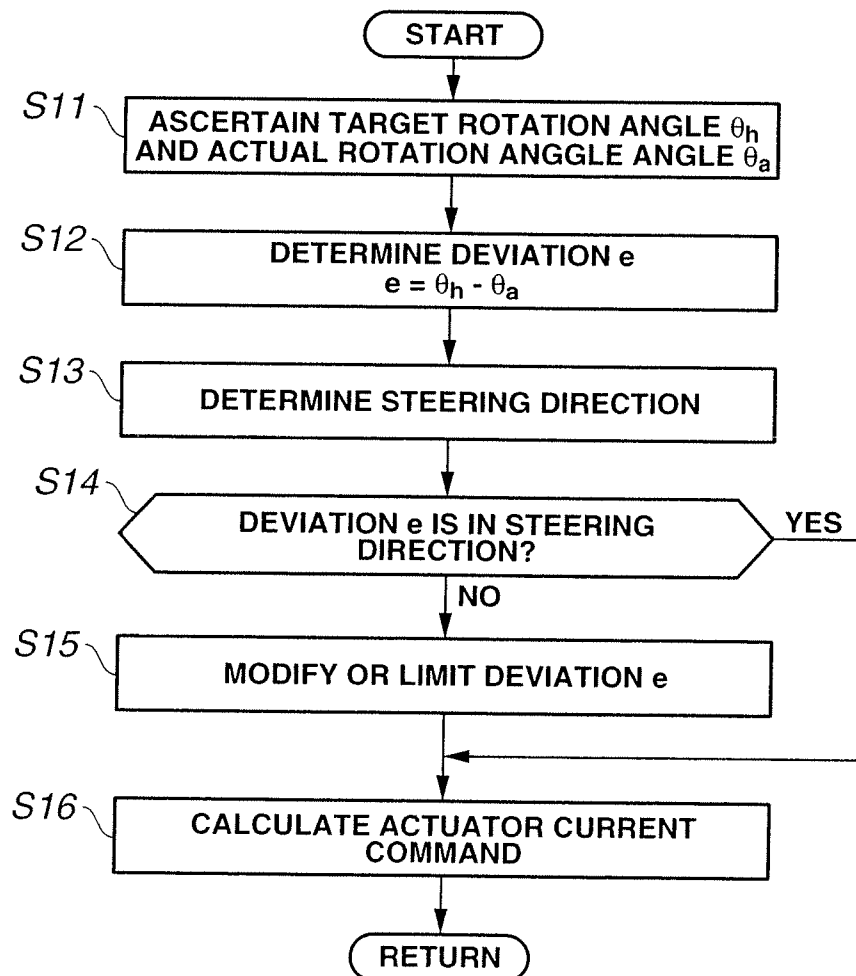 START
S11
ASCERTAIN TARGET ROTATION ANGLE θh
AND ACTUAL ROTATION ANGGLE ANGLE θa
S12
DETERMINE DEVIATION e
e = θh - θa
S13
DETERMINE STEERING DIRECTION
S14
DEVIATION e IS IN STEERING
DIRECTION?
YES
NO
S15
MODIFY OR LIMIT DEVIATION e
S16
CALCULATE ACTUATOR CURRENT
COMMAND
RETURN